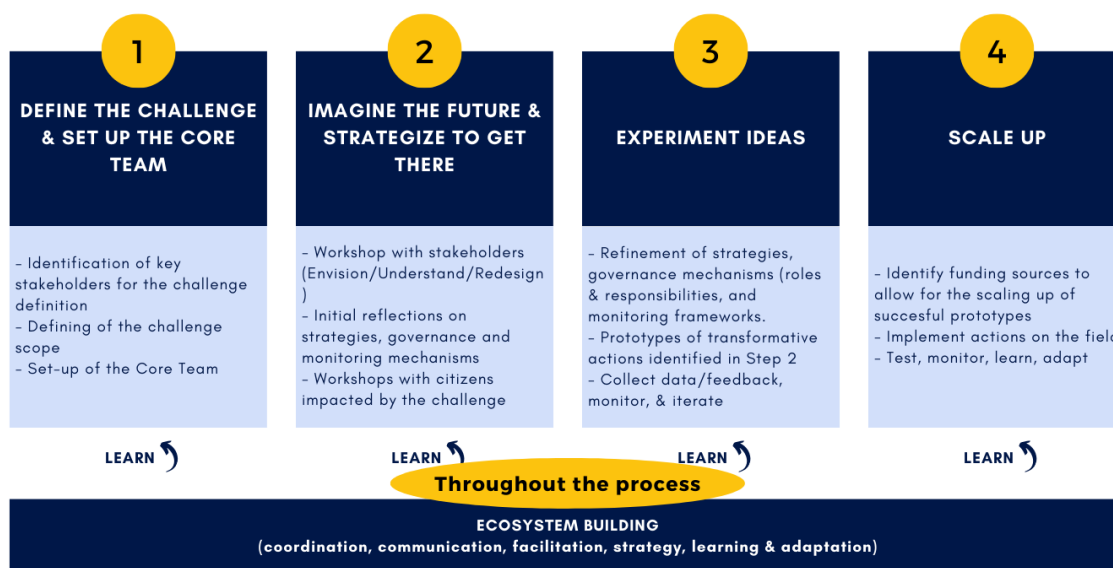 1
DEFINE THE CHALLENGE
& SET UP THE CORE
TEAM
- Identification of key
stakeholders for the challenge
definition
- Defining of the challenge
scope
- Set-up of the Core Team
LEARN
2
IMAGINE THE FUTURE &
STRATEGIZE TO GET
THERE
- Workshop with stakeholders
(Envision/Understand/Redesign
)
- Initial reflections on
strategies, governance and
monitoring mechanisms
- Workshops with citizens
impacted by the challenge
LEARN
3
EXPERIMENT IDEAS
- Refinement of strategies,
governance mechanisms (roles
& responsibilities, and
monitoring frameworks.
- Prototypes of transformative
actions identified in Step 2
- Collect data/feedback,
monitor, & iterate
LEARN
4
SCALE UP
- Identify funding sources to
allow for the scaling up of
succesful prototypes
- Implement actions on the field
- Test, monitor, learn, adapt
LEARN
Throughout the process
ECOSYSTEM BUILDING
(coordination, communication, facilitation, strategy, learning & adaptation)